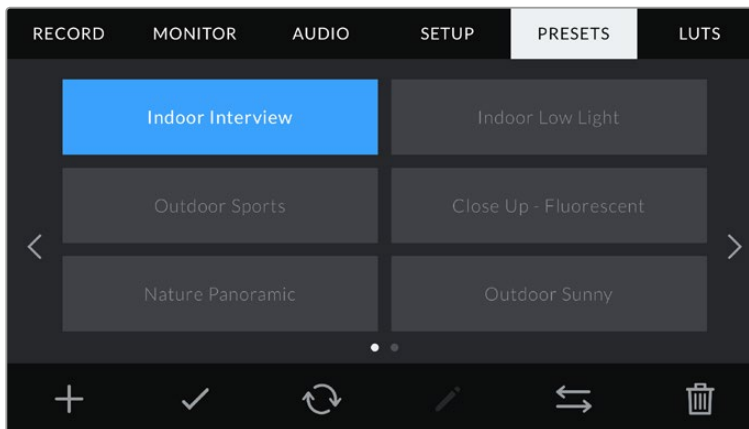 RECORD MONITOR AUDIO SETUP PRESETS LUTS
Indoor Interview Indoor Low Light
Outdoor Sports Close Up - Fluorescent
Nature Panoramic Outdoor Sunny